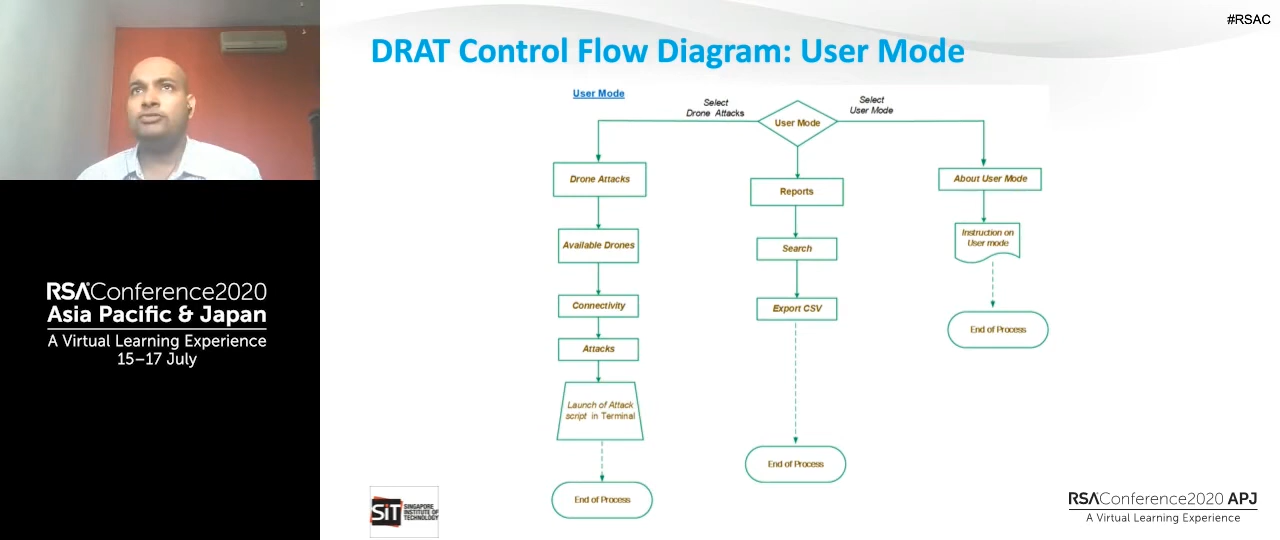 #RSAC
DRAT Control Flow Diagram: User Mode
User Mode
Select
Drone Attacks
User Mode
Select
User Mode
Drone Attacks
Available Drones
Connectivity
Attacks
Launch of Attack
script in Terminal
End of Process
Reports
Search
Export CSV
End of Process
About User Mode
Instruction on
User mode
End of Process
RSAConference2020
Asia Pacific & Japan
A Virtual Learning Experience
15–17 July
SiT
SINGAPORE
INSTITUTE OF
TECHNOLOGY
RSAConference2020 APJ
A Virtual Learning Experience